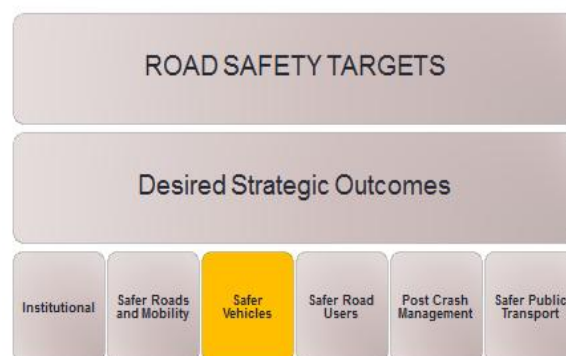 ROAD SAFETY TARGETS
Desired Strategic Outcomes
Institutional
Safer Roads
and Mobility
Safer
Vehicles
Safer Road
Users
Post Crash
Management
Safer Public
Transport